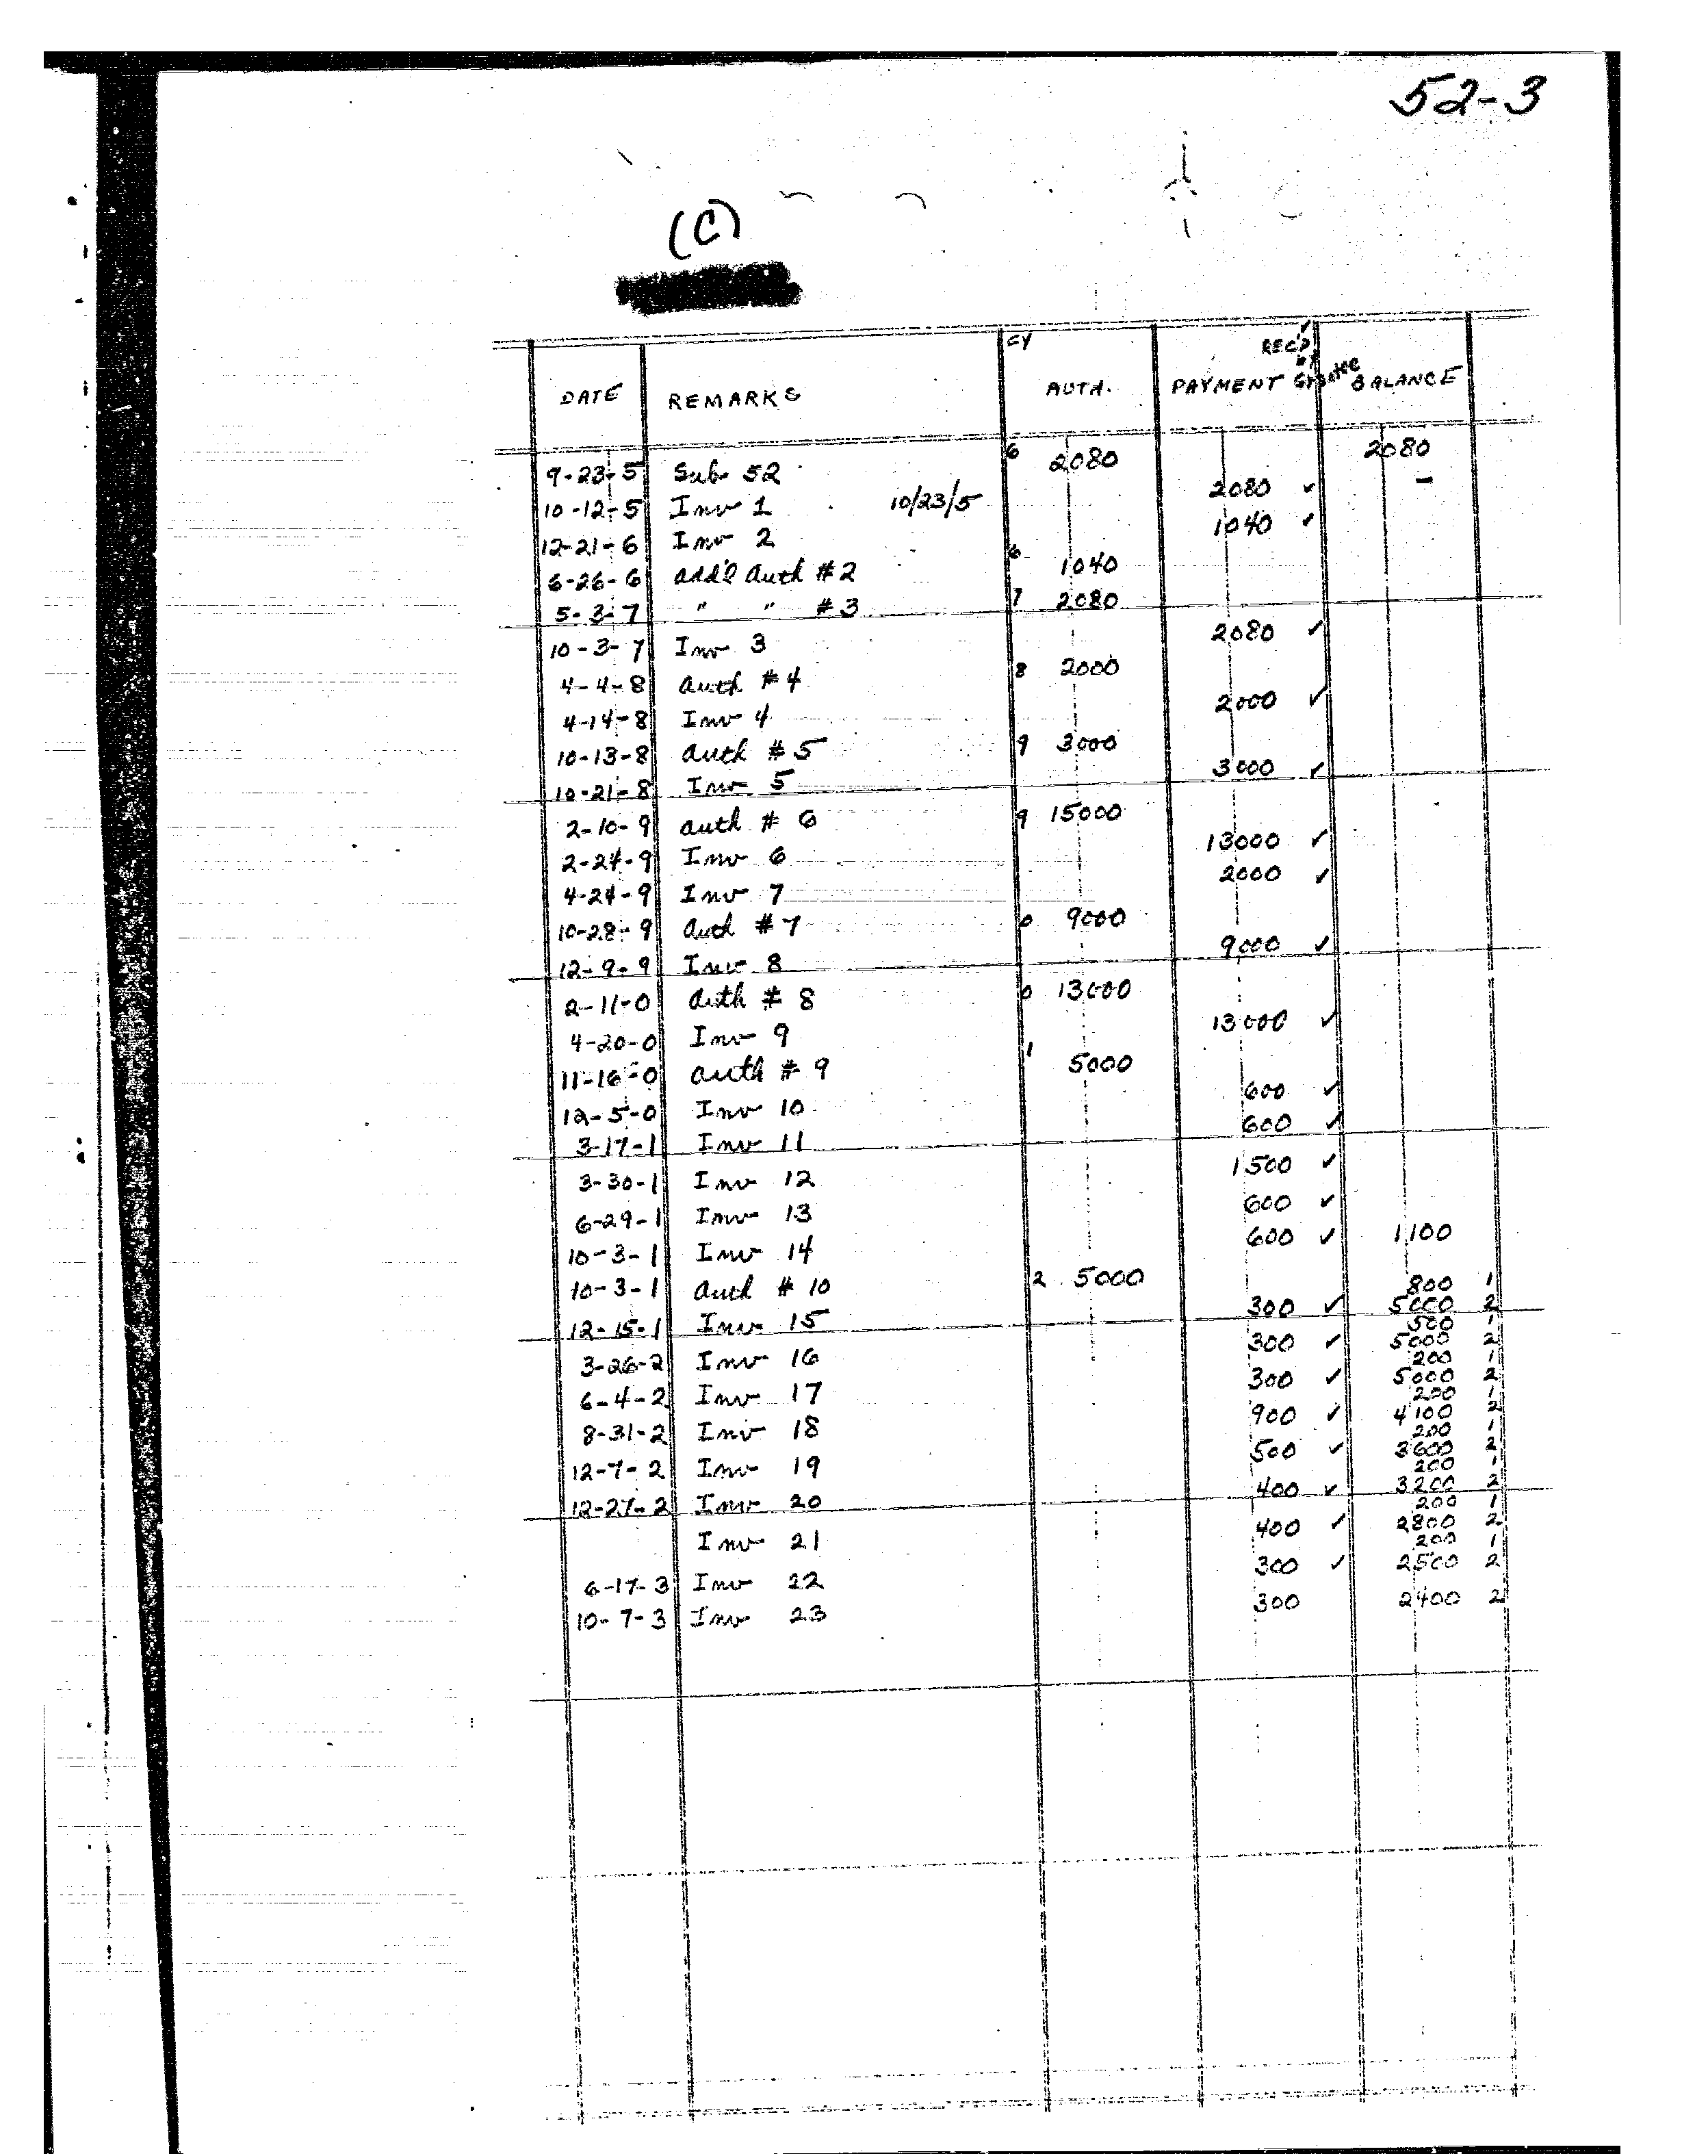 52-3
(C)
DATE REMARKS CY AUTH. PAYMENT REC'D BY Grantee BALANCE
9-23-5 Sub 52 6 2080 2080
10-12-5 Inv 1 10/23/5 2080 ✓ -
12-21-6 Inv 2 1040 ✓
6-26-6 add'l auth #2 6 1040
5-3-7 " " #3 7 2080
10-3-7 Inv 3 2080 ✓
4-4-8 auth #4 8 2000
4-14-8 Inv 4 2000 ✓
10-13-8 auth #5 9 3000
10-21-8 Inv 5 3000 ✓
2-10-9 auth # 6 9 15000
2-24-9 Inv 6 13000 ✓
4-24-9 Inv 7 2000 ✓
10-28-9 auth #7 0 9000
12-9-9 Inv 8 9000 ✓
2-11-0 auth # 8 0 13000
4-20-0 Inv 9 13000 ✓
11-16-0 auth # 9 1 5000
12-5-0 Inv 10 600 ✓
3-17-1 Inv 11 600 ✓
3-30-1 Inv 12 1500 ✓
6-29-1 Inv 13 600 ✓
10-3-1 Inv 14 600 ✓ 1100
10-3-1 auth # 10 2 5000
800 1
12-15-1 Inv 15 300 ✓ 5000 2
500 1
3-26-2 Inv 16 300 ✓ 5000 2
200 1
6-4-2 Inv 17 300 ✓ 5000 2
200 1
8-31-2 Inv 18 900 ✓ 4100 2
200 1
12-7-2 Inv 19 500 ✓ 3600 2
200 1
12-27-2 Inv 20 400 ✓ 3200 2
200 1
Inv 21 400 ✓ 2800 2
200 1
6-17-3 Inv 22 300 ✓ 2500 2
10-7-3 Inv 23 300 2400 2